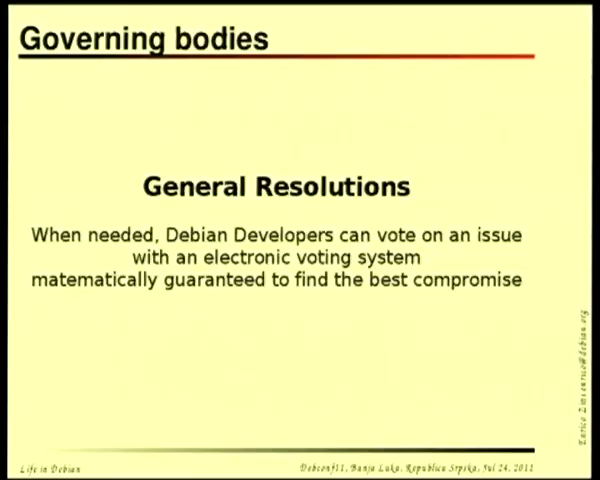 Governing bodies
General Resolutions
When needed, Debian Developers can vote on an issue
with an electronic voting system
matematically guaranteed to find the best compromise
Enrico Zini enrico@debian.org
Life in Debian
Debconf11, Banja Luka, Republica Srpska, Jul 24, 2011